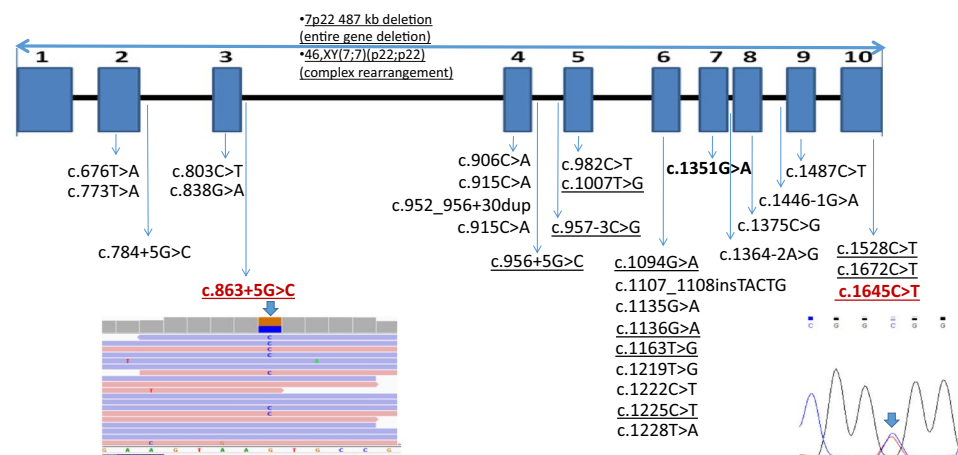 •7p22 487 kb deletion
(entire gene deletion)
•46,XY(7;7)(p22;p22)
(complex rearrangement)
1 2 3 4 5 6 7 8 9 10
c.676T>A
c.773T>A
c.784+5G>C
c.803C>T
c.838G>A
c.863+5G>C
c.906C>A
c.915C>A
c.952_956+30dup
c.915C>A
c.956+5G>C
c.957-3C>G
c.982C>T
c.1007T>G
c.1094G>A
c.1107_1108insTACTG
c.1135G>A
c.1136G>A
c.1163T>G
c.1219T>G
c.1222C>T
c.1225C>T
c.1228T>A
c.1351G>A
c.1364-2A>G
c.1375C>G
c.1446-1G>A
c.1487C>T
c.1528C>T
c.1672C>T
c.1645C>T
C
C
C
T A
C
T
C
C
C G
G A A G T A A G T G C C G
C G G C G G